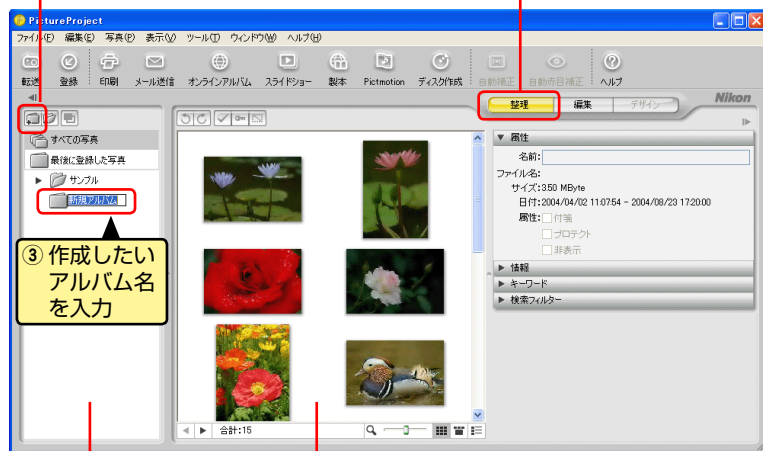 PictureProject
ファイル(F) 編集(E) 写真(P) 表示(V) ツール(T) ウィンドウ(W) ヘルプ(H)
転送 登録 印刷 メール送信 オンラインアルバム スライドショー 製本 Pictmotion ディスク作成 自動補正 自動赤目補正 ヘルプ
整理 編集 デザイン Nikon
すべての写真
最後に登録した写真
サンプル
新規アルバム
③ 作成したい
アルバム名
を入力
属性
名前:
ファイル名:
サイズ:3.50 MByte
日付:2004/04/02 11:07:54 - 2004/08/23 17:20:00
属性: 付箋
プロテクト
非表示
情報
キーワード
検索フィルター
合計:15